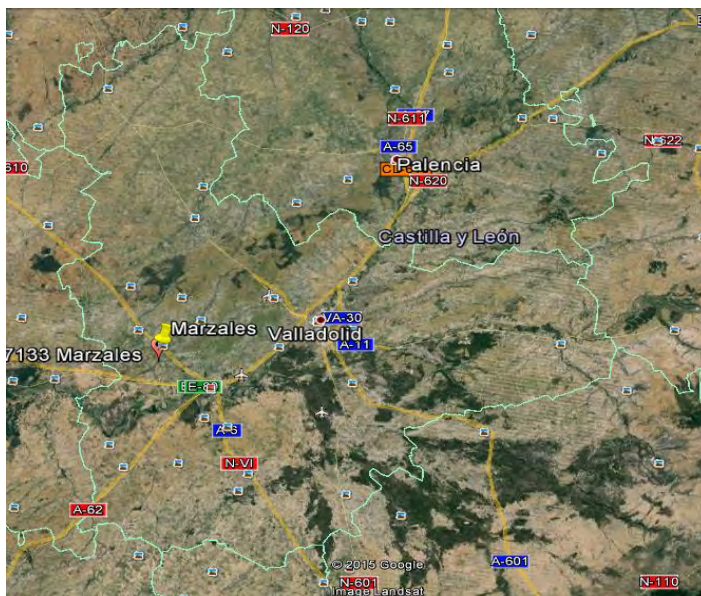 N-120
N-611
A-65
Palencia
N-620
N-622
610
Castilla y León
VA-30
Valladolid
Marzales
A-11
7133 Marzales
A-6
N-VI
A-62
A-601
© 2015 Google
N-601
N-110
Image Landsat